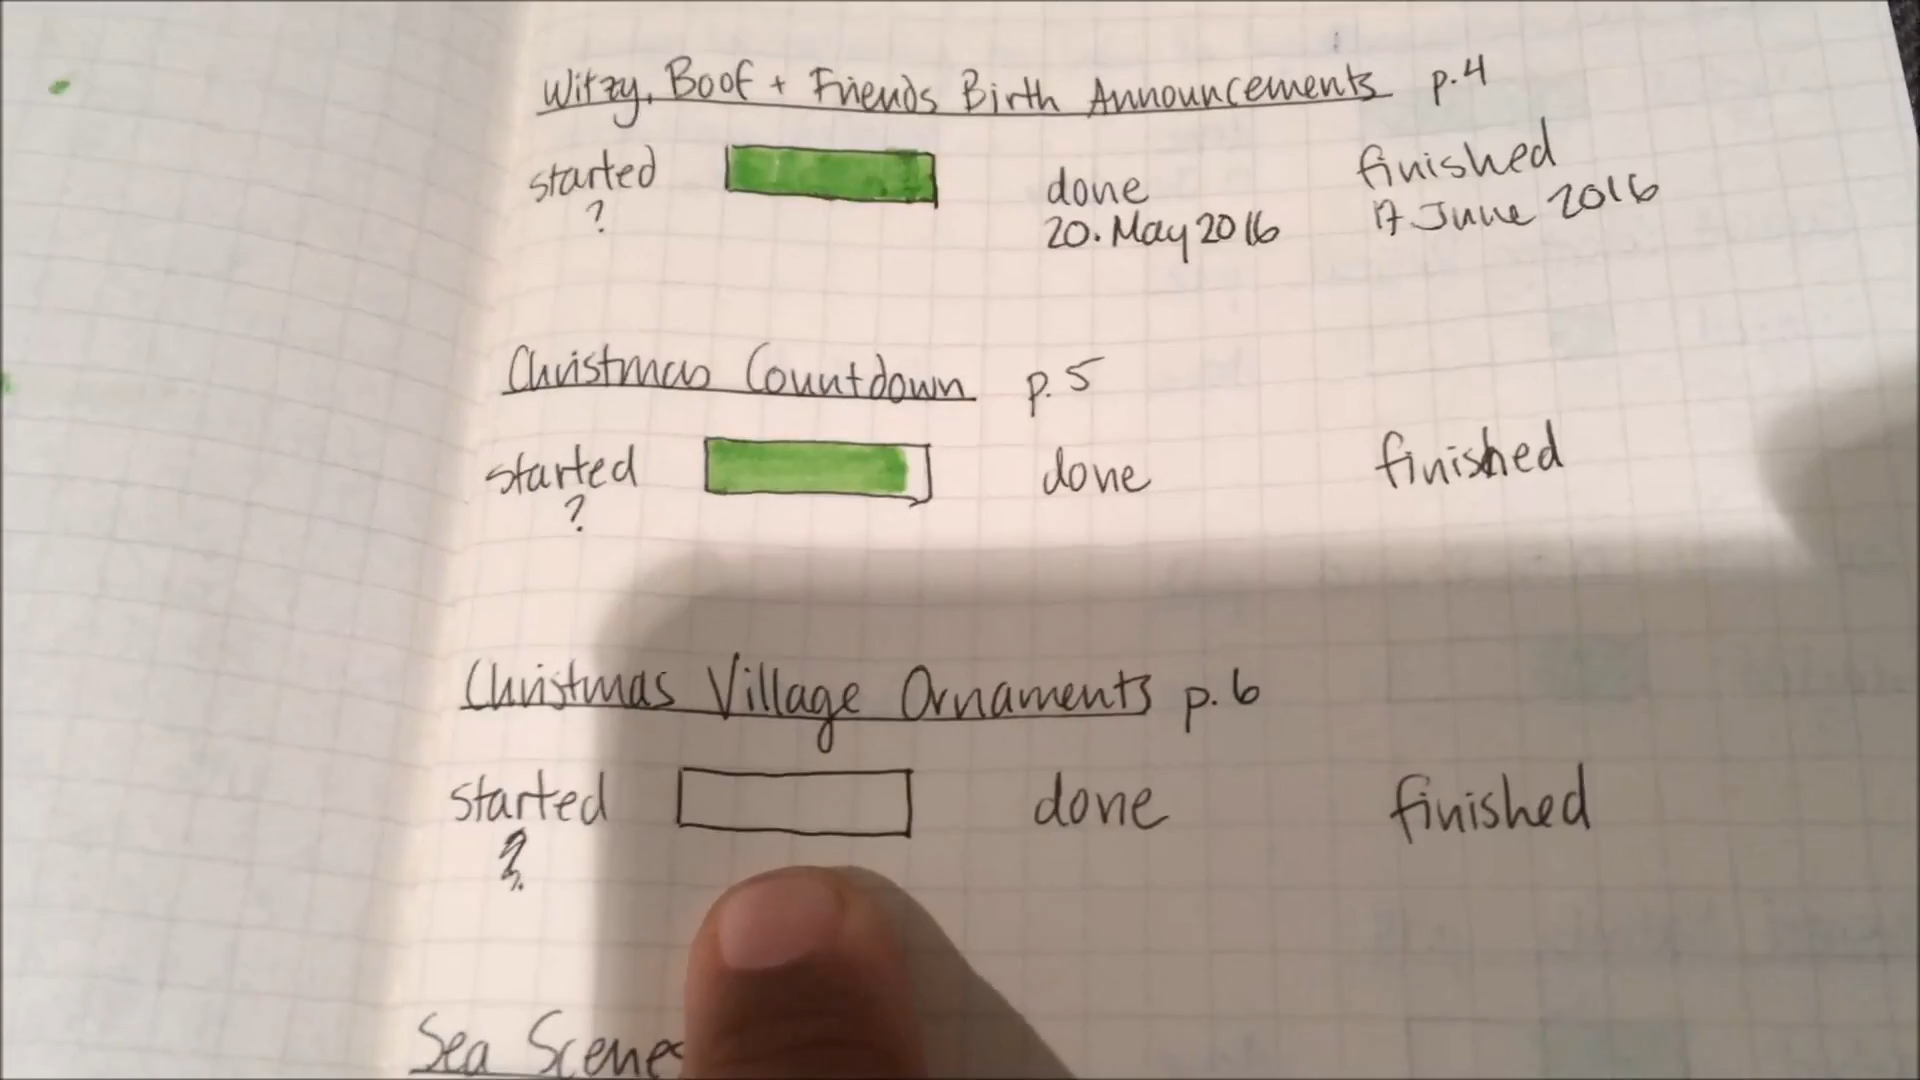 Witzy, Boof + Friends Birth Announcements p.4
started done finished
? 20. May 2016 17 June 2016
Christmas Countdown p.5
started done finished
?
Christmas Village Ornaments p.6
started done finished
?
Sea Scene